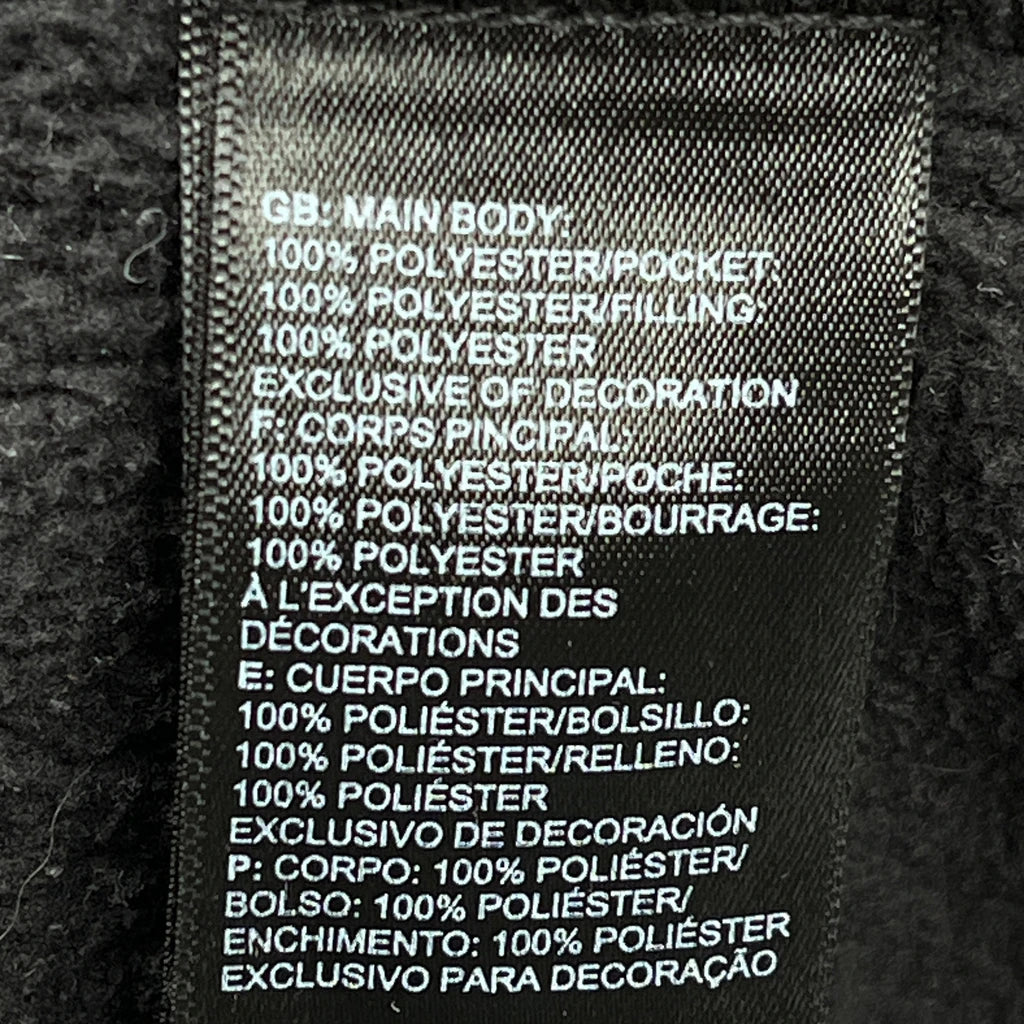 GB: MAIN BODY:
100% POLYESTER/POCKET:
100% POLYESTER/FILLING:
100% POLYESTER
EXCLUSIVE OF DECORATION
F: CORPS PINCIPAL:
100% POLYESTER/POCHE:
100% POLYESTER/BOURRAGE:
100% POLYESTER
À L'EXCEPTION DES
DÉCORATIONS
E: CUERPO PRINCIPAL:
100% POLIÉSTER/BOLSILLO:
100% POLIÉSTER/RELLENO:
100% POLIÉSTER
EXCLUSIVO DE DECORACIÓN
P: CORPO: 100% POLIÉSTER/
BOLSO: 100% POLIÉSTER/
ENCHIMENTO: 100% POLIÉSTER
EXCLUSIVO PARA DECORAÇÃO